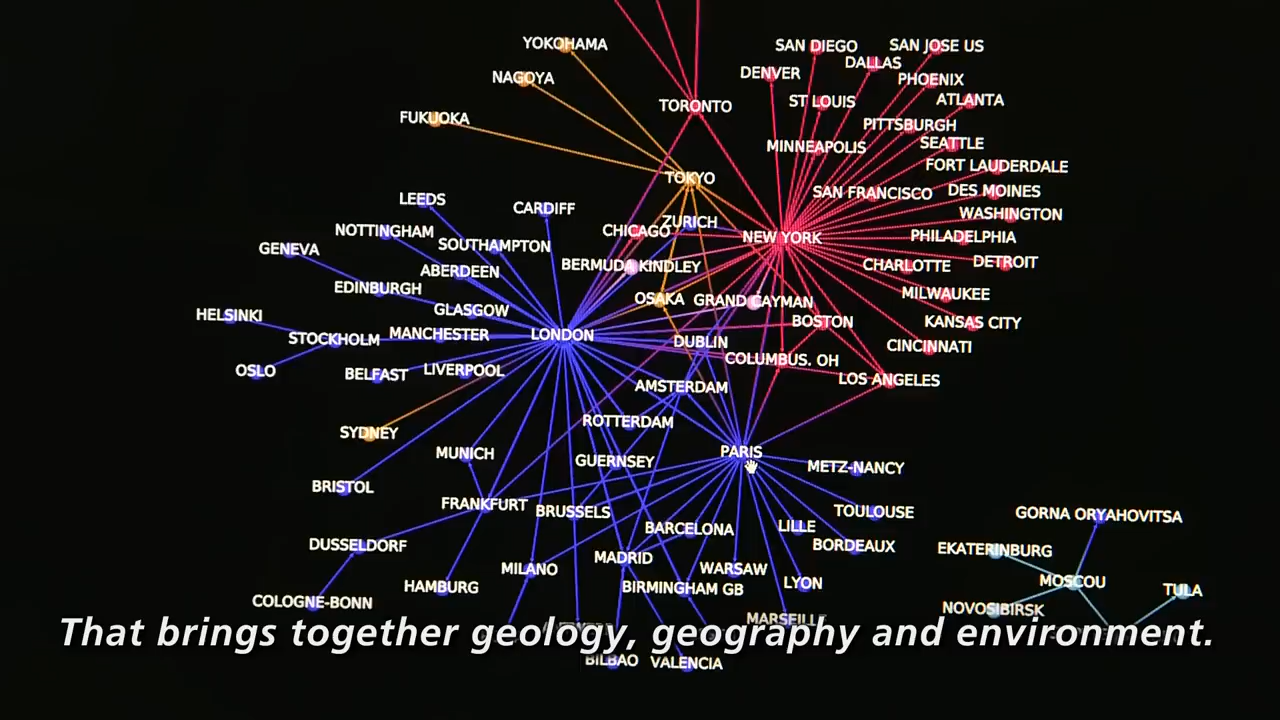 YOKOHAMA
SAN DIEGO
SAN JOSE US
DALLAS
DENVER
NAGOYA
PHOENIX
ST LOUIS
ATLANTA
TORONTO
FUKUOKA
PITTSBURGH
MINNEAPOLIS
SEATTLE
FORT LAUDERDALE
TOKYO
SAN FRANCISCO
DES MOINES
LEEDS
CARDIFF
WASHINGTON
ZURICH
NOTTINGHAM
CHICAGO
NEW YORK
PHILADELPHIA
SOUTHAMPTON
GENEVA
DETROIT
BERMUDA KINDLEY
CHARLOTTE
ABERDEEN
EDINBURGH
MILWAUKEE
OSAKA
GRAND CAYMAN
GLASGOW
HELSINKI
BOSTON
KANSAS CITY
MANCHESTER
LONDON
STOCKHOLM
DUBLIN
CINCINNATI
COLUMBUS. OH
OSLO
LIVERPOOL
BELFAST
LOS ANGELES
AMSTERDAM
ROTTERDAM
SYDNEY
PARIS
MUNICH
GUERNSEY
METZ-NANCY
BRISTOL
FRANKFURT
BRUSSELS
TOULOUSE
GORNA ORYAHOVITSA
LILLE
BARCELONA
DUSSELDORF
BORDEAUX
EKATERINBURG
MADRID
MILANO
WARSAW
MOSCOU
LYON
HAMBURG
BIRMINGHAM GB
TULA
COLOGNE-BONN
NOVOSIBIRSK
MARSEILLE
That brings together geology, geography and environment.
BILBAO
VALENCIA